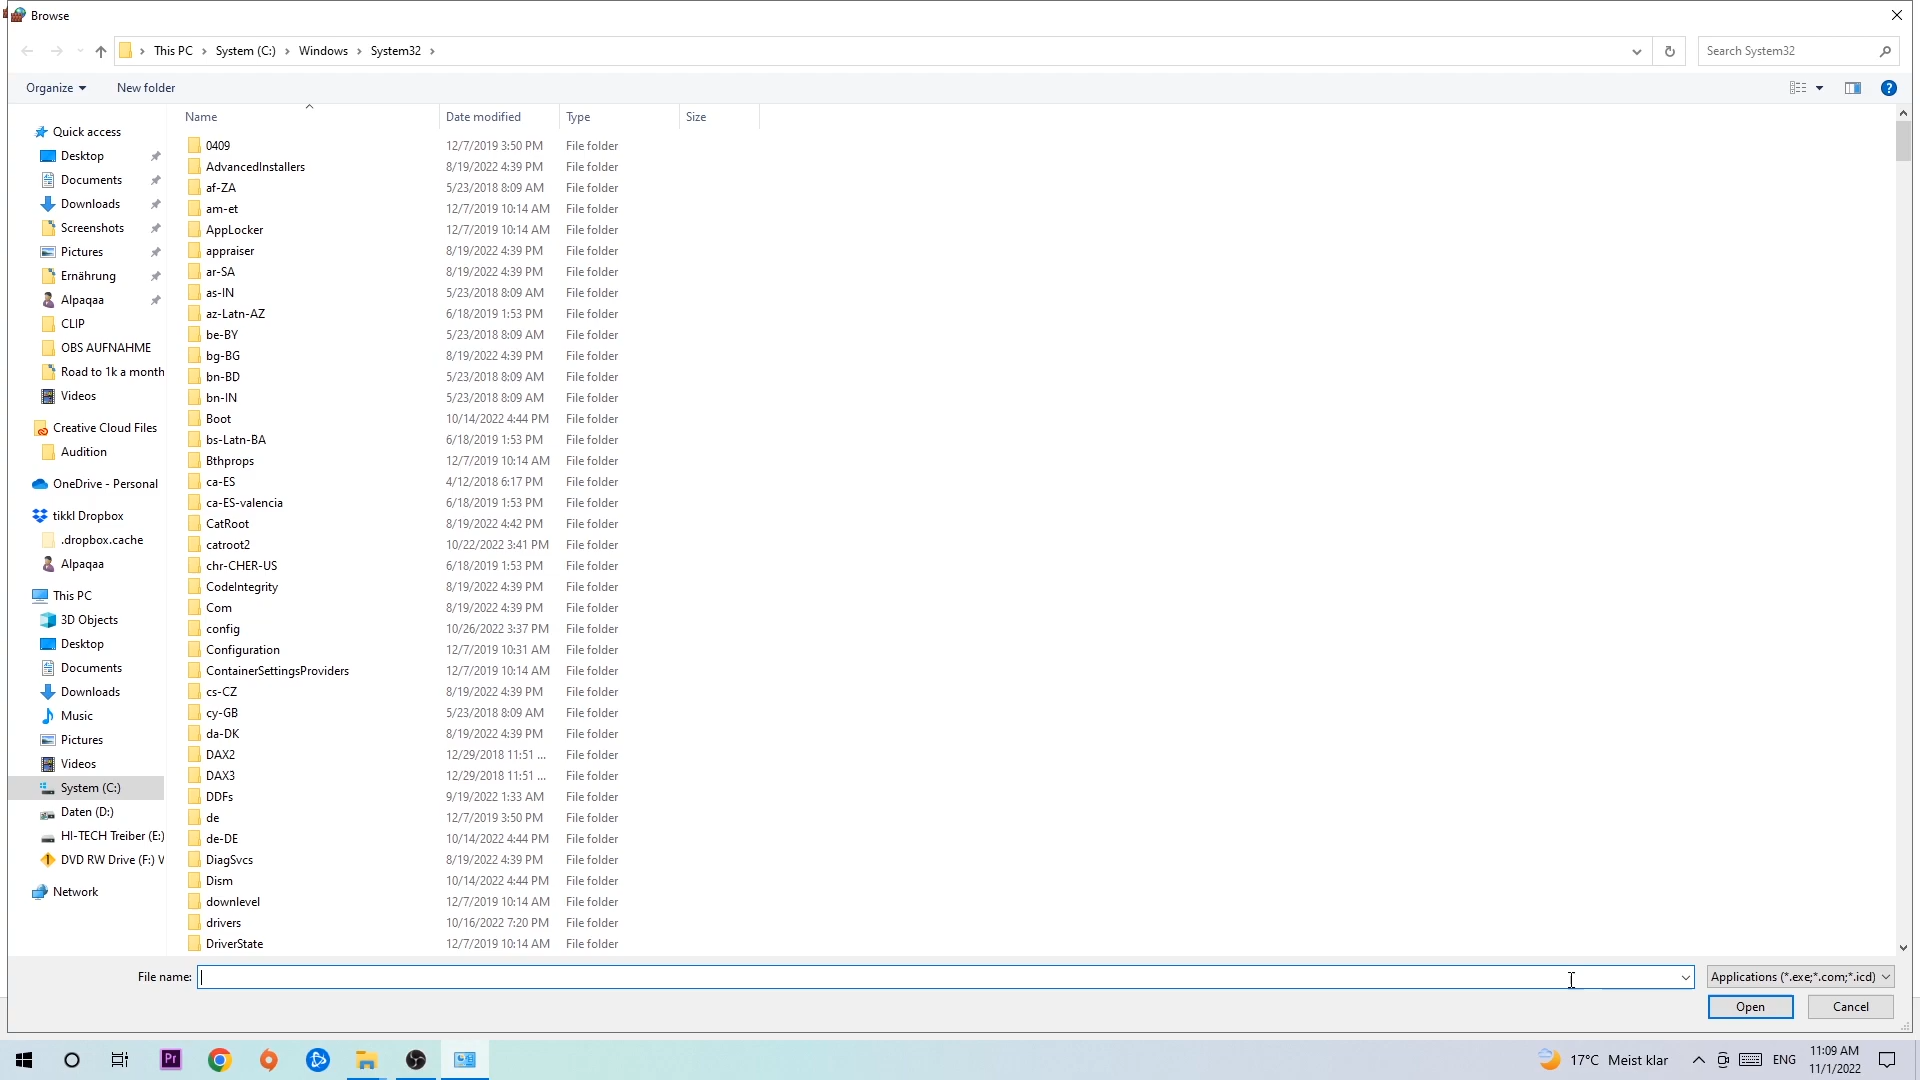 Browse
This PC System (C:) Windows System32
Search System32
Organize New folder
Name Date modified Type Size
Quick access
Desktop
Documents
Downloads
Screenshots
Pictures
Ernährung
Alpaqaa
CLIP
OBS AUFNAHME
Road to 1k a month
Videos
Creative Cloud Files
Audition
OneDrive - Personal
tikkl Dropbox
.dropbox.cache
Alpaqaa
This PC
3D Objects
Desktop
Documents
Downloads
Music
Pictures
Videos
System (C:)
Daten (D:)
HI-TECH Treiber (E:)
DVD RW Drive (F:) V
Network
0409 12/7/2019 3:50 PM File folder
AdvancedInstallers 8/19/2022 4:39 PM File folder
af-ZA 5/23/2018 8:09 AM File folder
am-et 12/7/2019 10:14 AM File folder
AppLocker 12/7/2019 10:14 AM File folder
appraiser 8/19/2022 4:39 PM File folder
ar-SA 8/19/2022 4:39 PM File folder
as-IN 5/23/2018 8:09 AM File folder
az-Latn-AZ 6/18/2019 1:53 PM File folder
be-BY 5/23/2018 8:09 AM File folder
bg-BG 8/19/2022 4:39 PM File folder
bn-BD 5/23/2018 8:09 AM File folder
bn-IN 5/23/2018 8:09 AM File folder
Boot 10/14/2022 4:44 PM File folder
bs-Latn-BA 6/18/2019 1:53 PM File folder
Bthprops 12/7/2019 10:14 AM File folder
ca-ES 4/12/2018 6:17 PM File folder
ca-ES-valencia 6/18/2019 1:53 PM File folder
CatRoot 8/19/2022 4:42 PM File folder
catroot2 10/22/2022 3:41 PM File folder
chr-CHER-US 6/18/2019 1:53 PM File folder
CodeIntegrity 8/19/2022 4:39 PM File folder
Com 8/19/2022 4:39 PM File folder
config 10/26/2022 3:37 PM File folder
Configuration 12/7/2019 10:31 AM File folder
ContainerSettingsProviders 12/7/2019 10:14 AM File folder
cs-CZ 8/19/2022 4:39 PM File folder
cy-GB 5/23/2018 8:09 AM File folder
da-DK 8/19/2022 4:39 PM File folder
DAX2 12/29/2018 11:51 ... File folder
DAX3 12/29/2018 11:51 ... File folder
DDFs 9/19/2022 1:33 AM File folder
de 12/7/2019 3:50 PM File folder
de-DE 10/14/2022 4:44 PM File folder
DiagSvcs 8/19/2022 4:39 PM File folder
Dism 10/14/2022 4:44 PM File folder
downlevel 12/7/2019 10:14 AM File folder
drivers 10/16/2022 7:20 PM File folder
DriverState 12/7/2019 10:14 AM File folder
File name: Applications (*.exe;*.com;*.icd)
Open Cancel
Pr
17°C Meist klar ENG
11:09 AM
11/1/2022